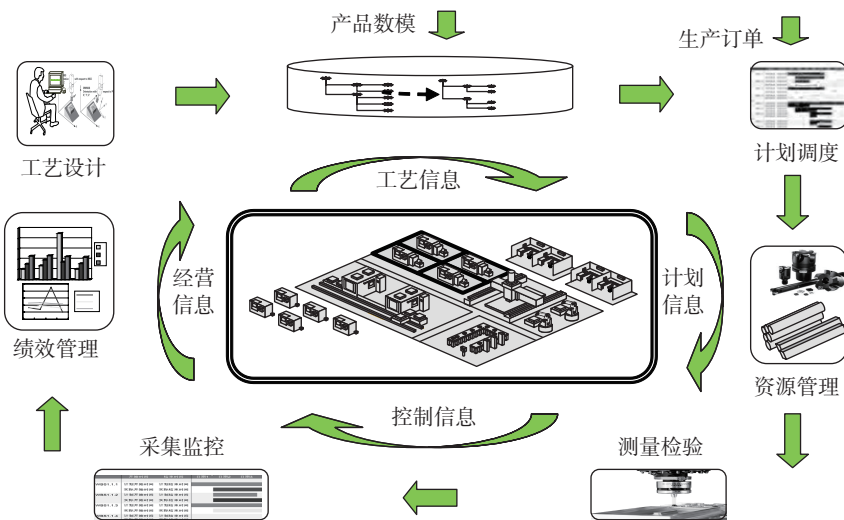 产品数模
生产订单
工艺设计
计划调度
工艺信息
经营
信息
计划
信息
绩效管理
资源管理
控制信息
采集监控
测量检验